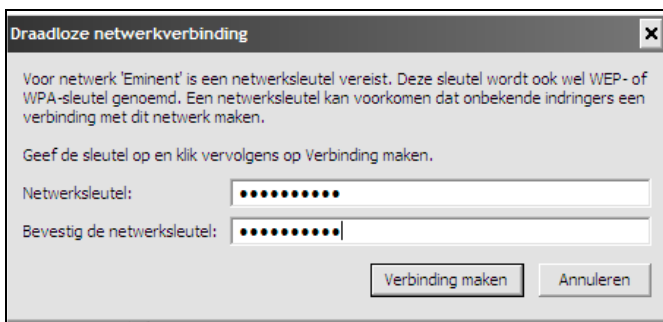 Draadloze netwerkverbinding
Voor netwerk 'Eminent' is een netwerksleutel vereist. Deze sleutel wordt ook wel WEP- of
WPA-sleutel genoemd. Een netwerksleutel kan voorkomen dat onbekende indringers een
verbinding met dit netwerk maken.
Geef de sleutel op en klik vervolgens op Verbinding maken.
Netwerksleutel: ●●●●●●●●●●
Bevestig de netwerksleutel: ●●●●●●●●●●
Verbinding maken Annuleren